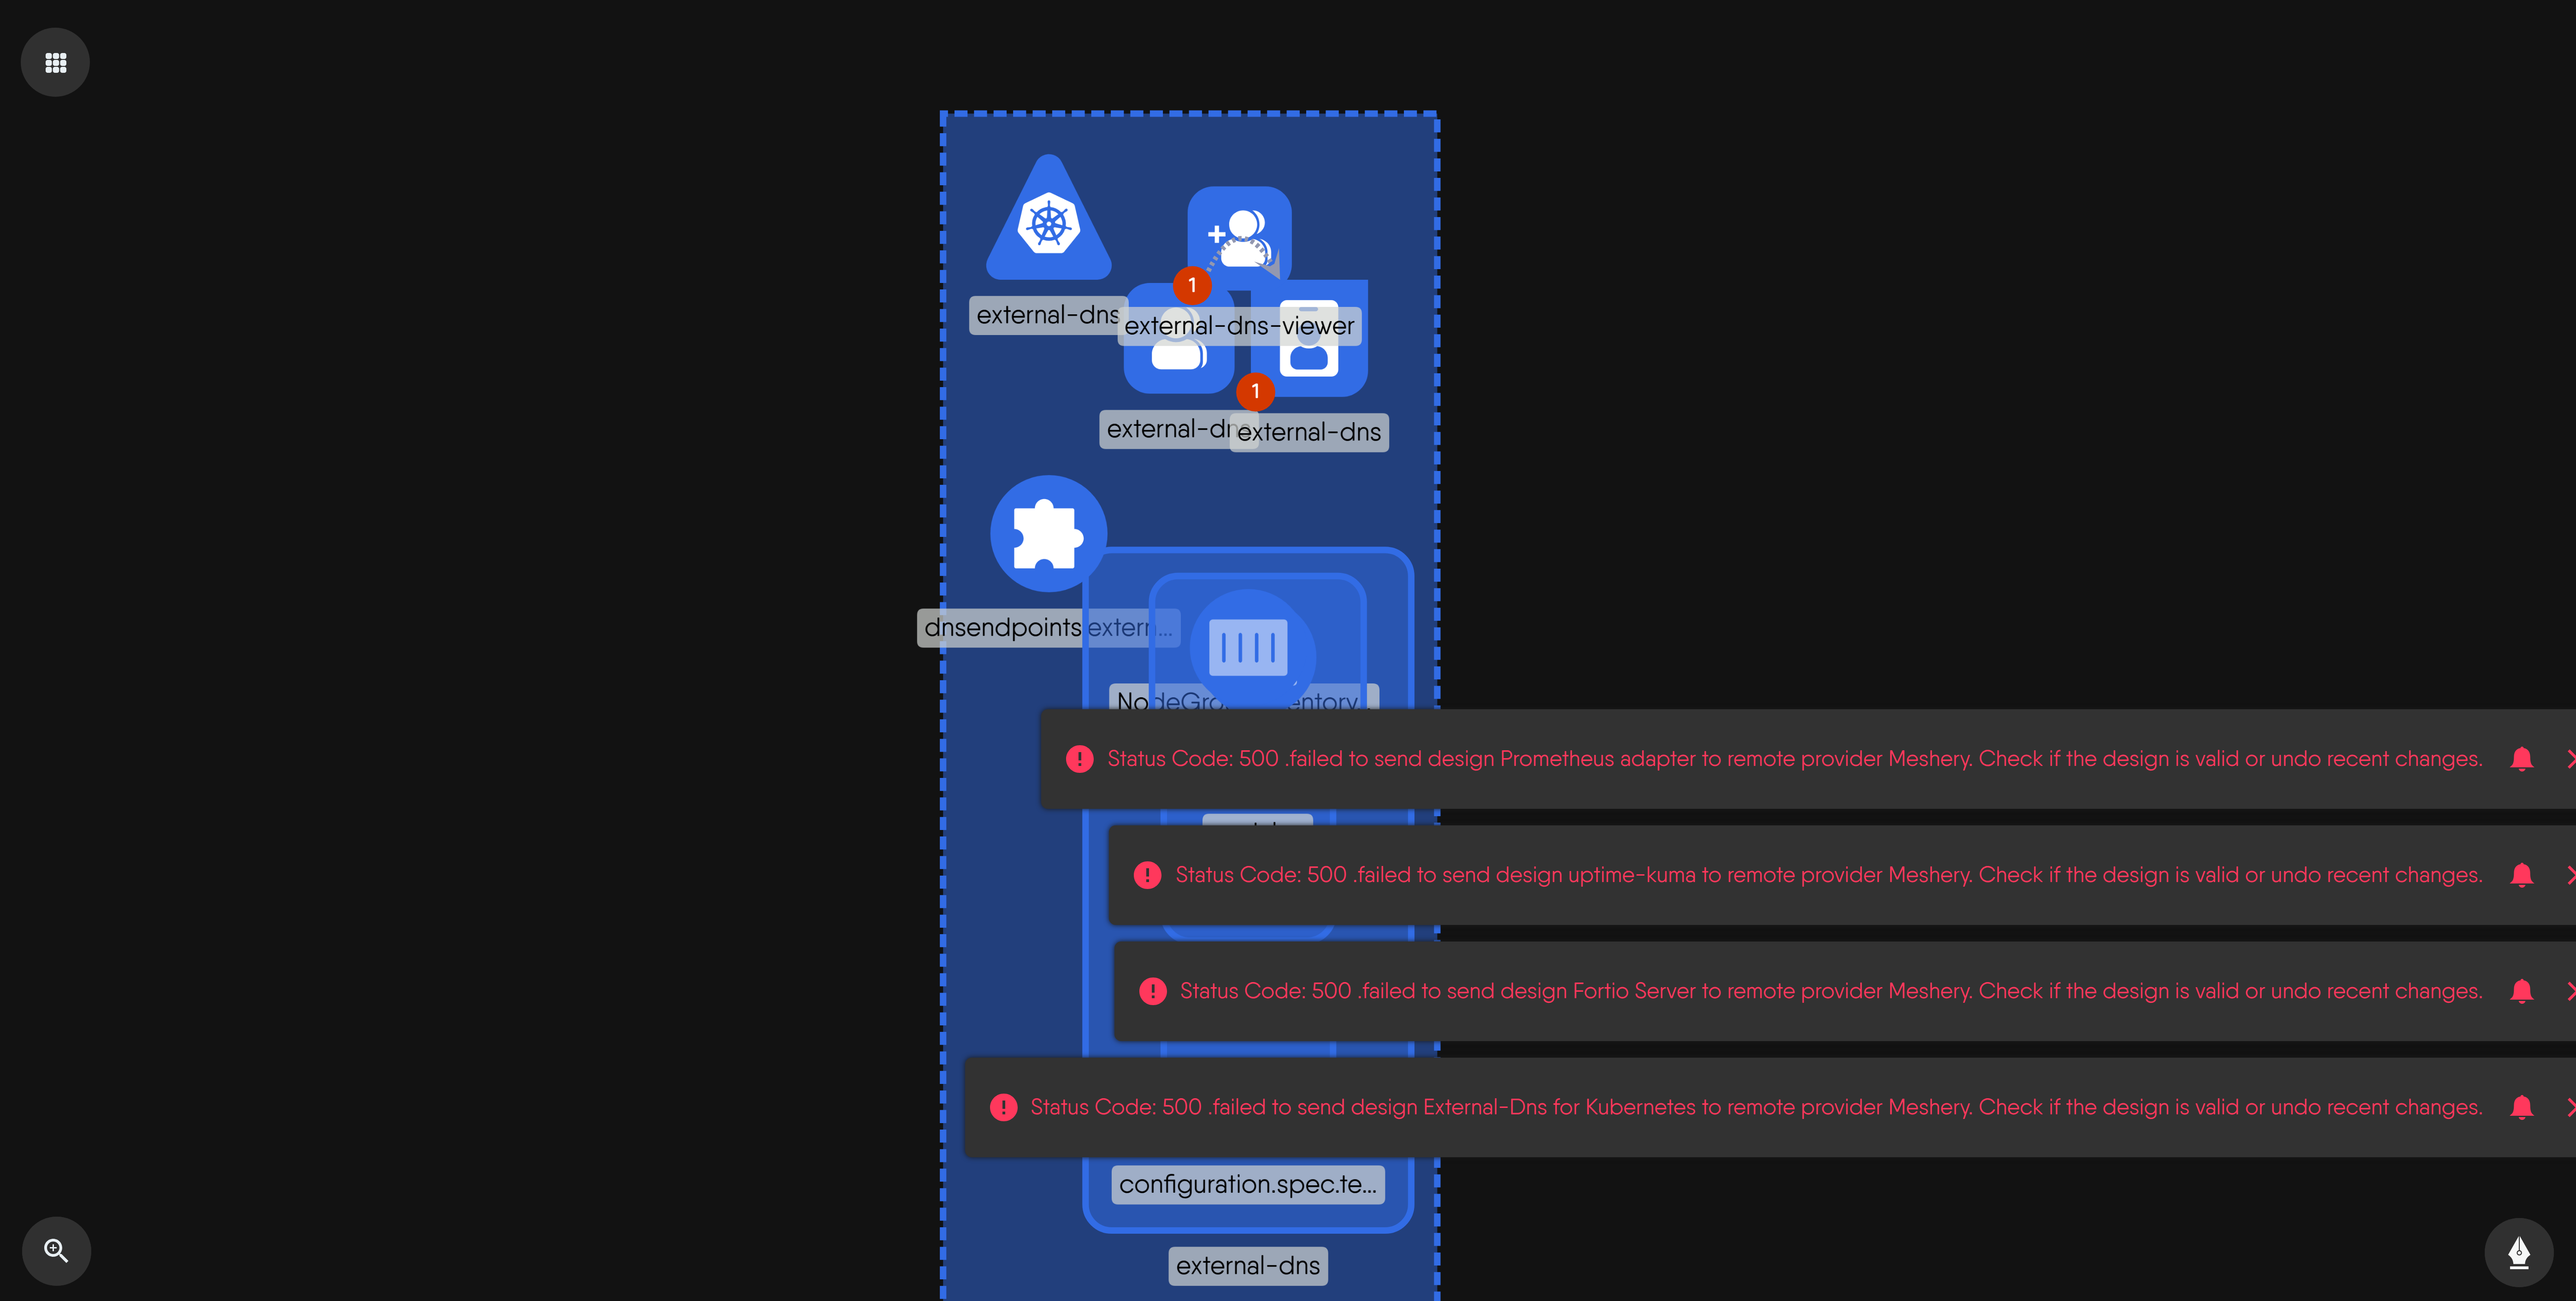 external-dns
1
external-dns-viewer
1
external-dns
external-dns
dnsendpoints.extern...
Status Code: 500 .failed to send design Prometheus adapter to remote provider Meshery. Check if the design is valid or undo recent changes.
Status Code: 500 .failed to send design uptime-kuma to remote provider Meshery. Check if the design is valid or undo recent changes.
Status Code: 500 .failed to send design Fortio Server to remote provider Meshery. Check if the design is valid or undo recent changes.
Status Code: 500 .failed to send design External-Dns for Kubernetes to remote provider Meshery. Check if the design is valid or undo recent changes.
configuration.spec.te...
external-dns